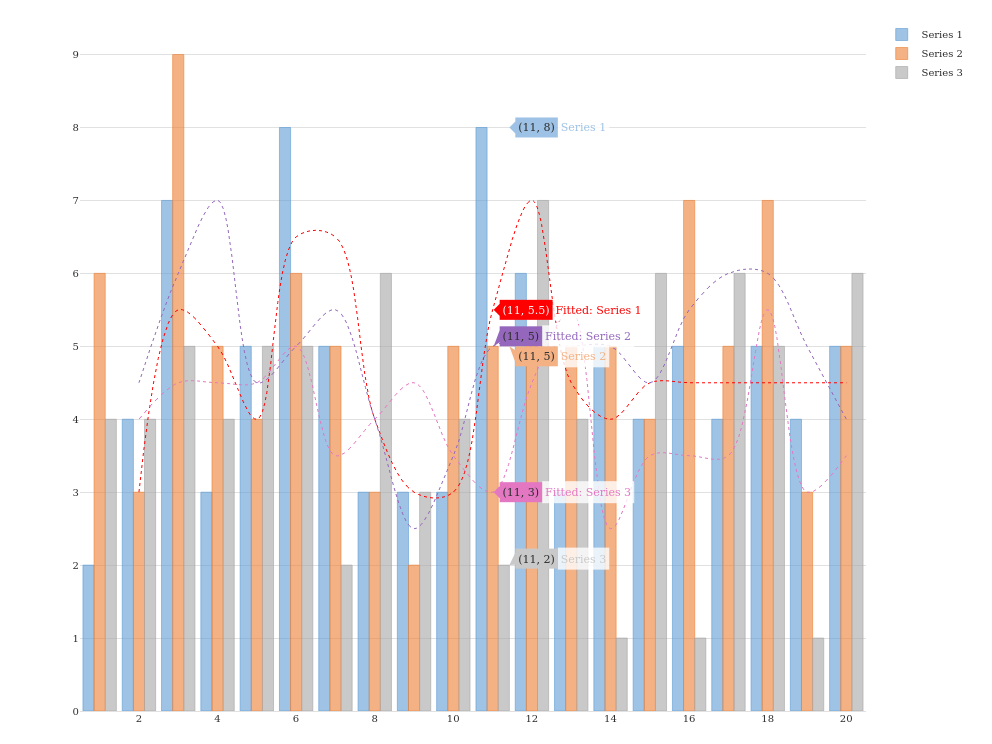 Series 1
Series 2
Series 3
9
8
7
6
5
4
3
2
1
0
(11, 8) Series 1
(11, 5.5) Fitted: Series 1
(11, 5) Fitted: Series 2
(11, 5) Series 2
(11, 3) Fitted: Series 3
(11, 2) Series 3
2 4 6 8 10 12 14 16 18 20